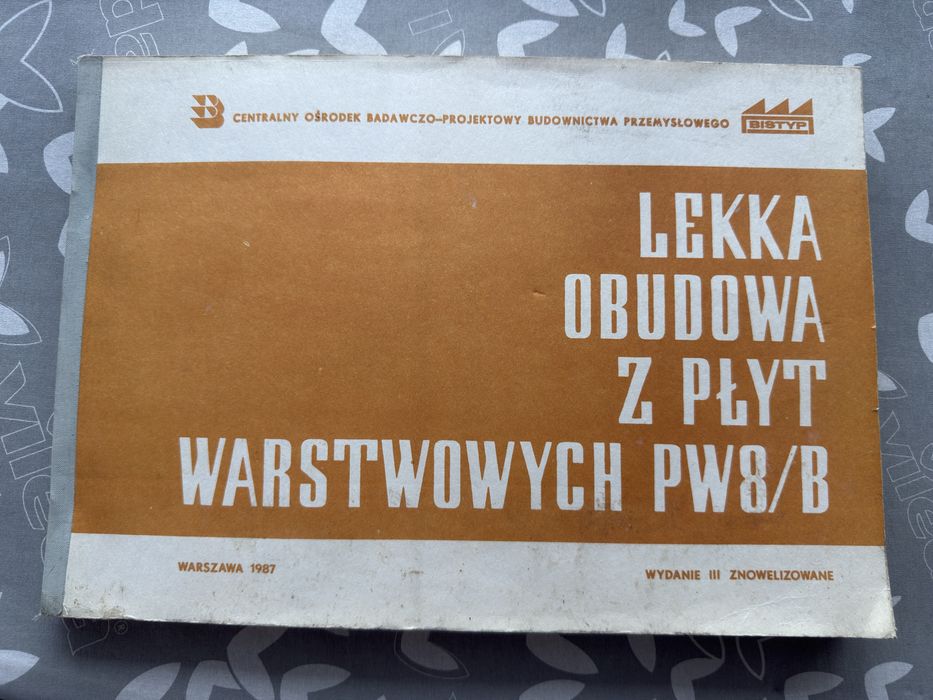 B CENTRALNY OŚRODEK BADAWCZO-PROJEKTOWY BUDOWNICTWA PRZEMYSŁOWEGO BISTYP
LEKKA
OBUDOWA
Z PŁYT
WARSTWOWYCH PW8/B
WARSZAWA 1987 WYDANIE III ZNOWELIZOWANE